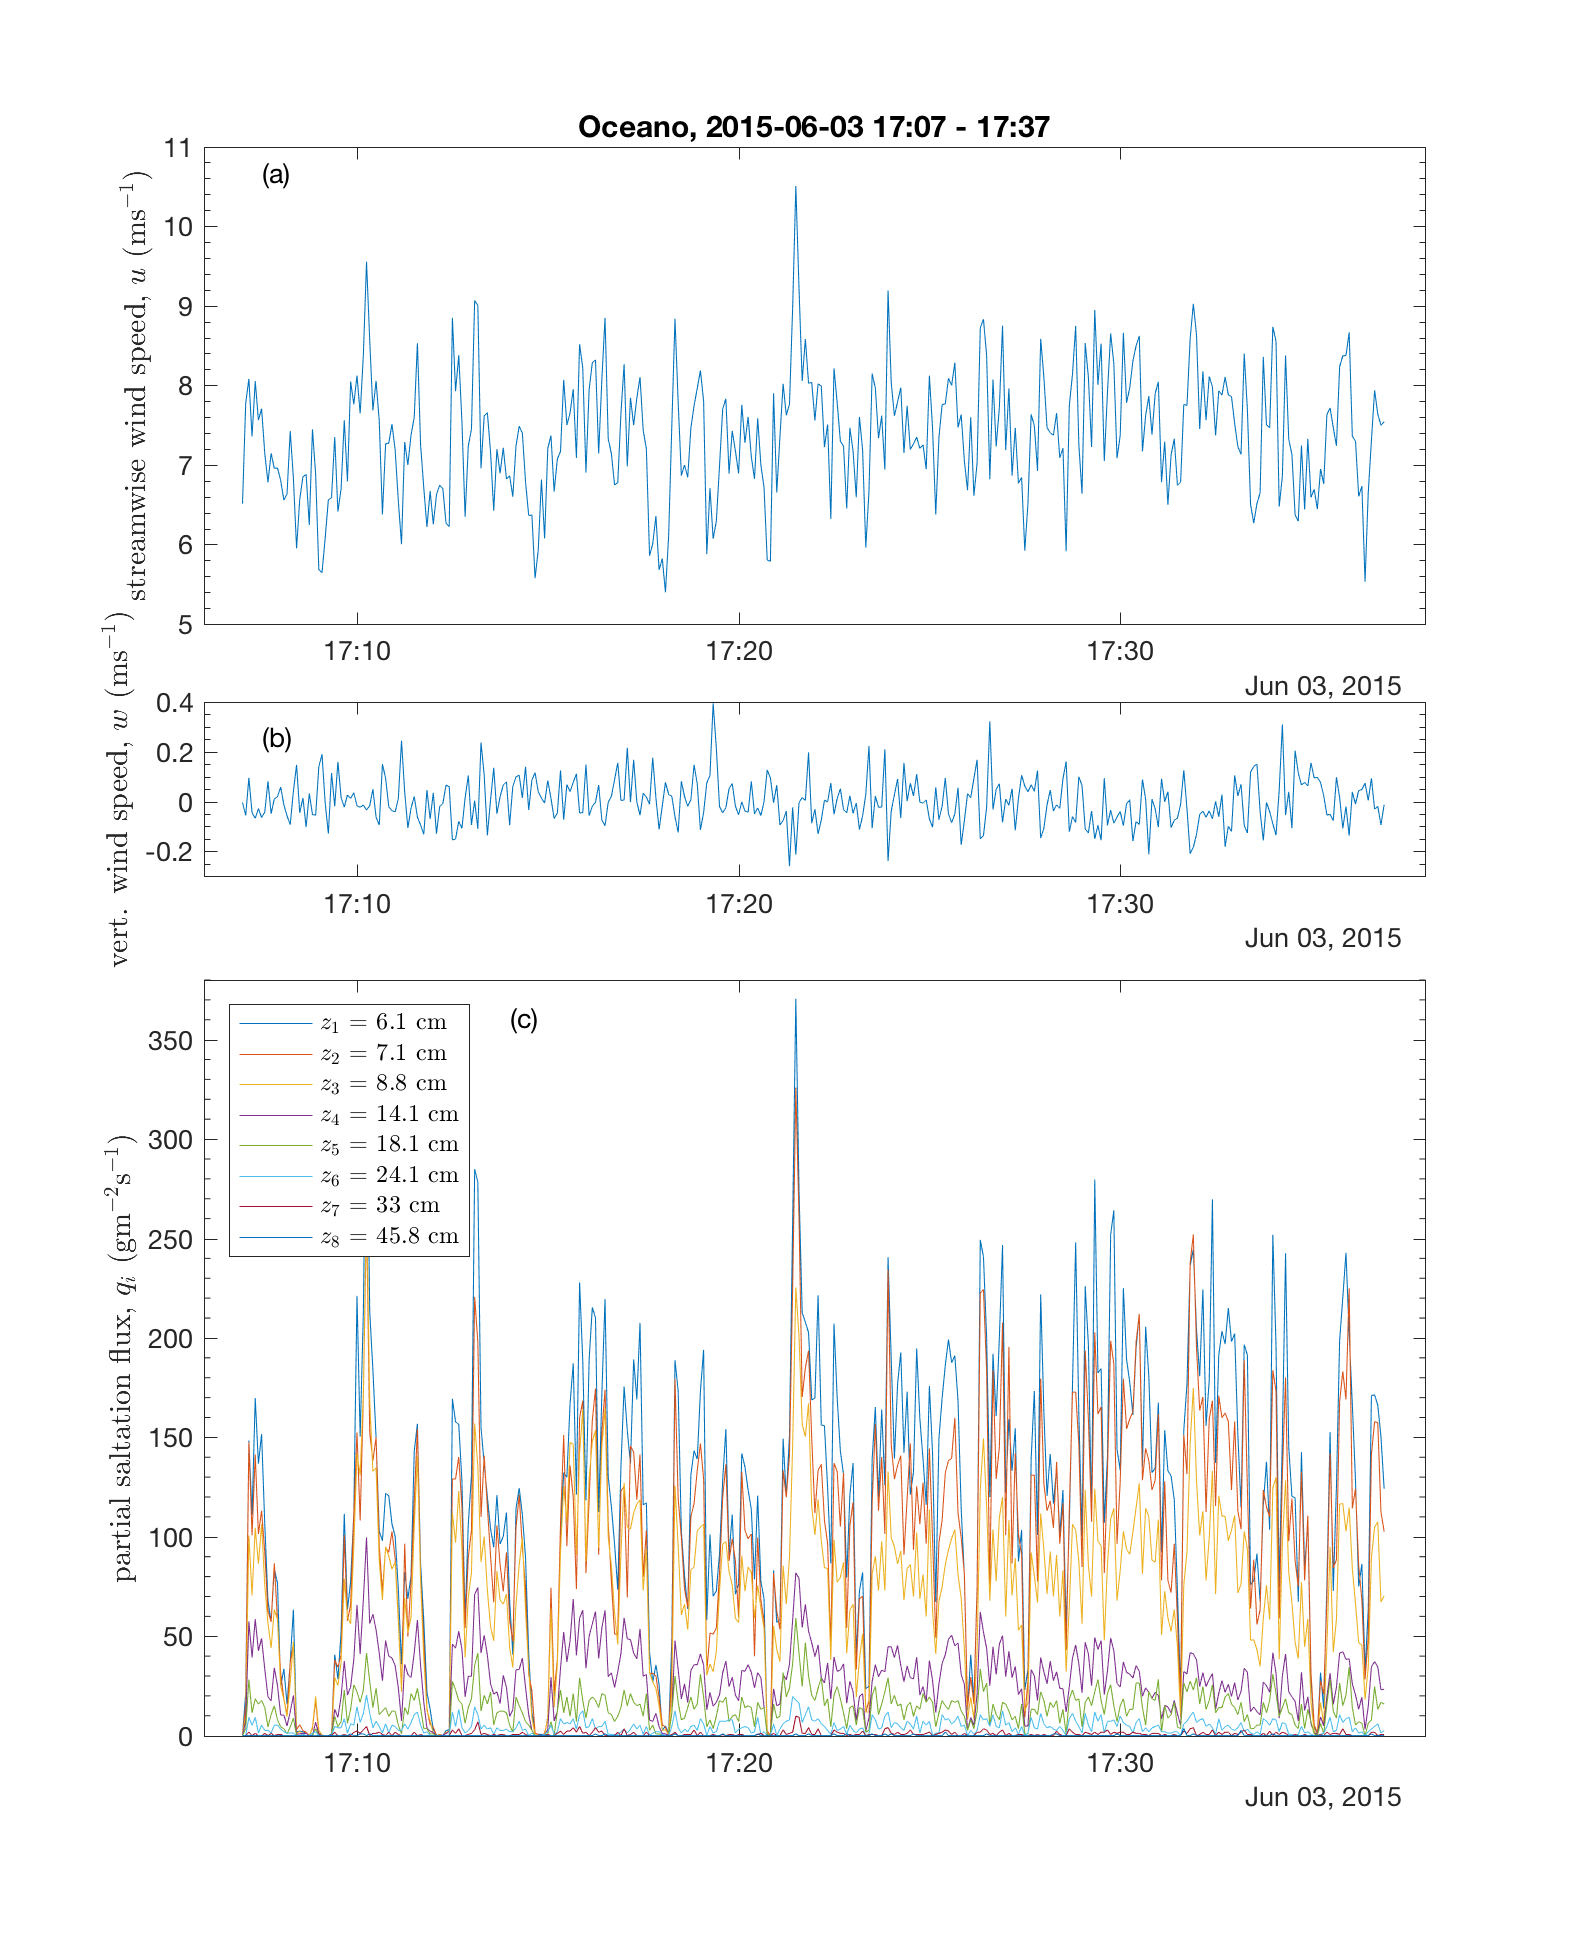 Oceano, 2015-06-03 17:07 - 17:37
(a)
streamwise wind speed, u (ms⁻¹)
11
10
9
8
7
6
5
17:10 17:20 17:30
Jun 03, 2015
(b)
vert. wind speed, w (ms⁻¹)
0.4
0.2
0
-0.2
17:10 17:20 17:30
Jun 03, 2015
(c)
partial saltation flux, qᵢ (gm⁻²s⁻¹)
z₁ = 6.1 cm
z₂ = 7.1 cm
z₃ = 8.8 cm
z₄ = 14.1 cm
z₅ = 18.1 cm
z₆ = 24.1 cm
z₇ = 33 cm
z₈ = 45.8 cm
350
300
250
200
150
100
50
0
17:10 17:20 17:30
Jun 03, 2015